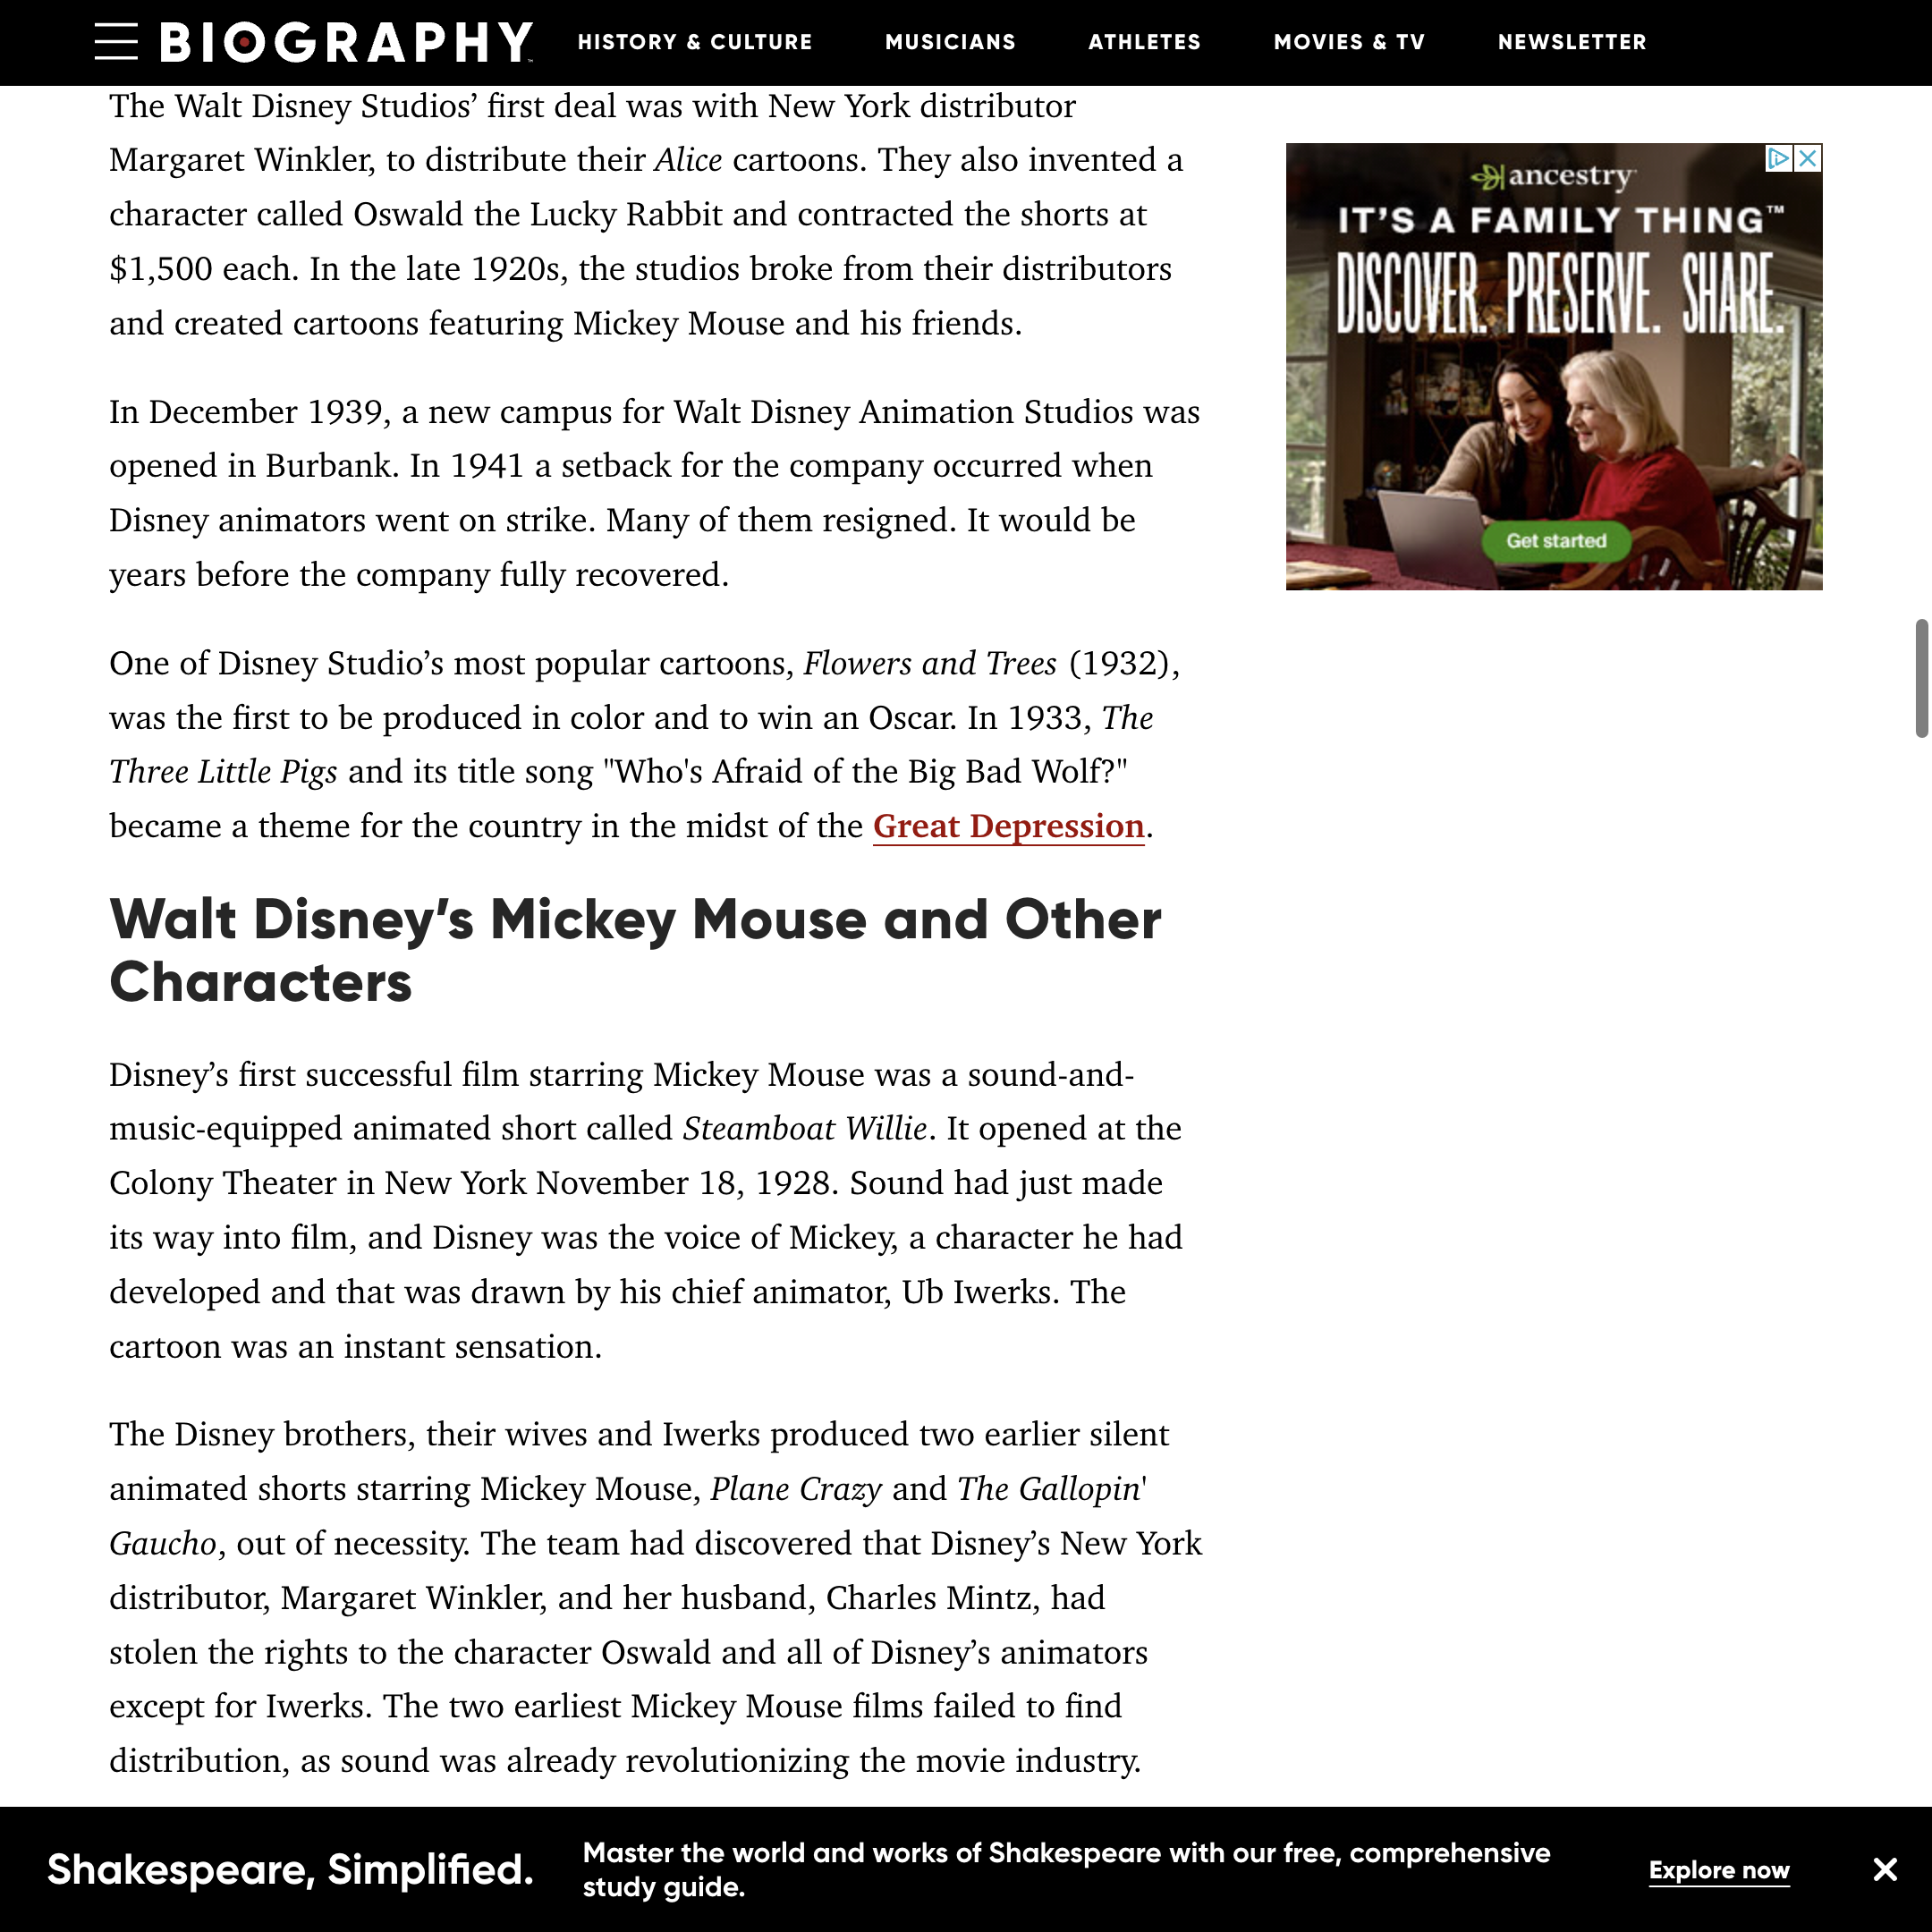 BIOGRAPHY
HISTORY & CULTURE
MUSICIANS
ATHLETES
MOVIES & TV
NEWSLETTER
The Walt Disney Studios’ first deal was with New York distributor
Margaret Winkler, to distribute their Alice cartoons. They also invented a
character called Oswald the Lucky Rabbit and contracted the shorts at
$1,500 each. In the late 1920s, the studios broke from their distributors
and created cartoons featuring Mickey Mouse and his friends.
In December 1939, a new campus for Walt Disney Animation Studios was
opened in Burbank. In 1941 a setback for the company occurred when
Disney animators went on strike. Many of them resigned. It would be
years before the company fully recovered.
One of Disney Studio’s most popular cartoons, Flowers and Trees (1932),
was the first to be produced in color and to win an Oscar. In 1933, The
Three Little Pigs and its title song "Who's Afraid of the Big Bad Wolf?"
became a theme for the country in the midst of the Great Depression.
Walt Disney’s Mickey Mouse and Other
Characters
Disney’s first successful film starring Mickey Mouse was a sound-and-
music-equipped animated short called Steamboat Willie. It opened at the
Colony Theater in New York November 18, 1928. Sound had just made
its way into film, and Disney was the voice of Mickey, a character he had
developed and that was drawn by his chief animator, Ub Iwerks. The
cartoon was an instant sensation.
The Disney brothers, their wives and Iwerks produced two earlier silent
animated shorts starring Mickey Mouse, Plane Crazy and The Gallopin'
Gaucho, out of necessity. The team had discovered that Disney’s New York
distributor, Margaret Winkler, and her husband, Charles Mintz, had
stolen the rights to the character Oswald and all of Disney’s animators
except for Iwerks. The two earliest Mickey Mouse films failed to find
distribution, as sound was already revolutionizing the movie industry.
ancestry
IT’S A FAMILY THING™
DISCOVER. PRESERVE. SHARE.
Get started
Shakespeare, Simplified.
Master the world and works of Shakespeare with our free, comprehensive
study guide.
Explore now